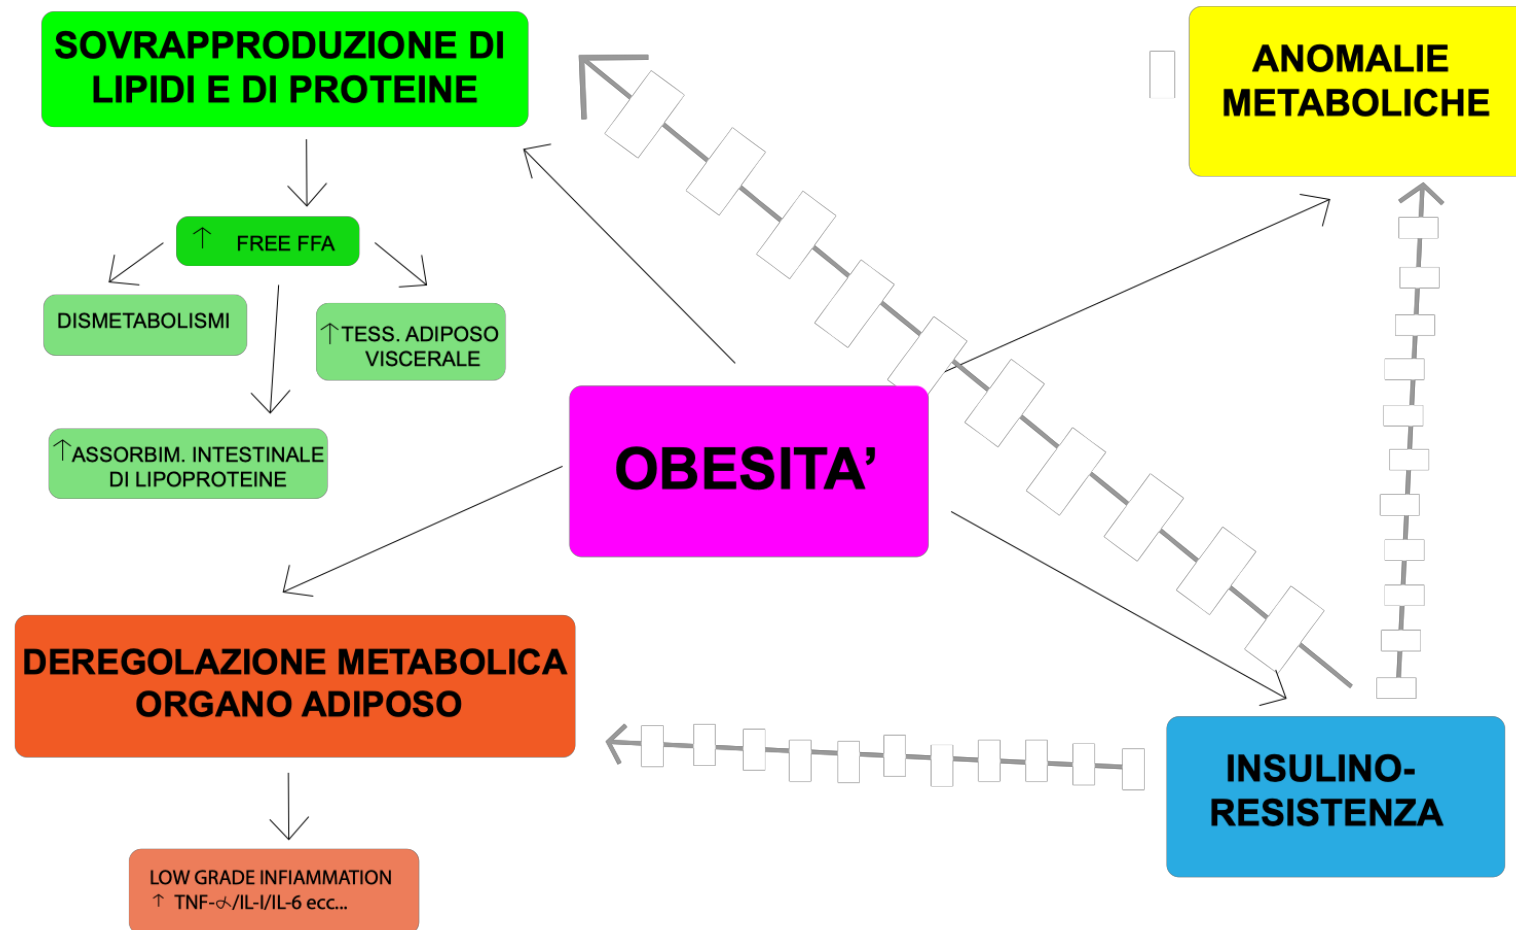 SOVRAPPRODUZIONE DI
LIPIDI E DI PROTEINE
ANOMALIE
METABOLICHE
↑ FREE FFA
DISMETABOLISMI
↑TESS. ADIPOSO
VISCERALE
↑ASSORBIM. INTESTINALE
DI LIPOPROTEINE
OBESITA’
DEREGOLAZIONE METABOLICA
ORGANO ADIPOSO
INSULINO-
RESISTENZA
LOW GRADE INFIAMMATION
↑ TNF-α/IL-I/IL-6 ecc...